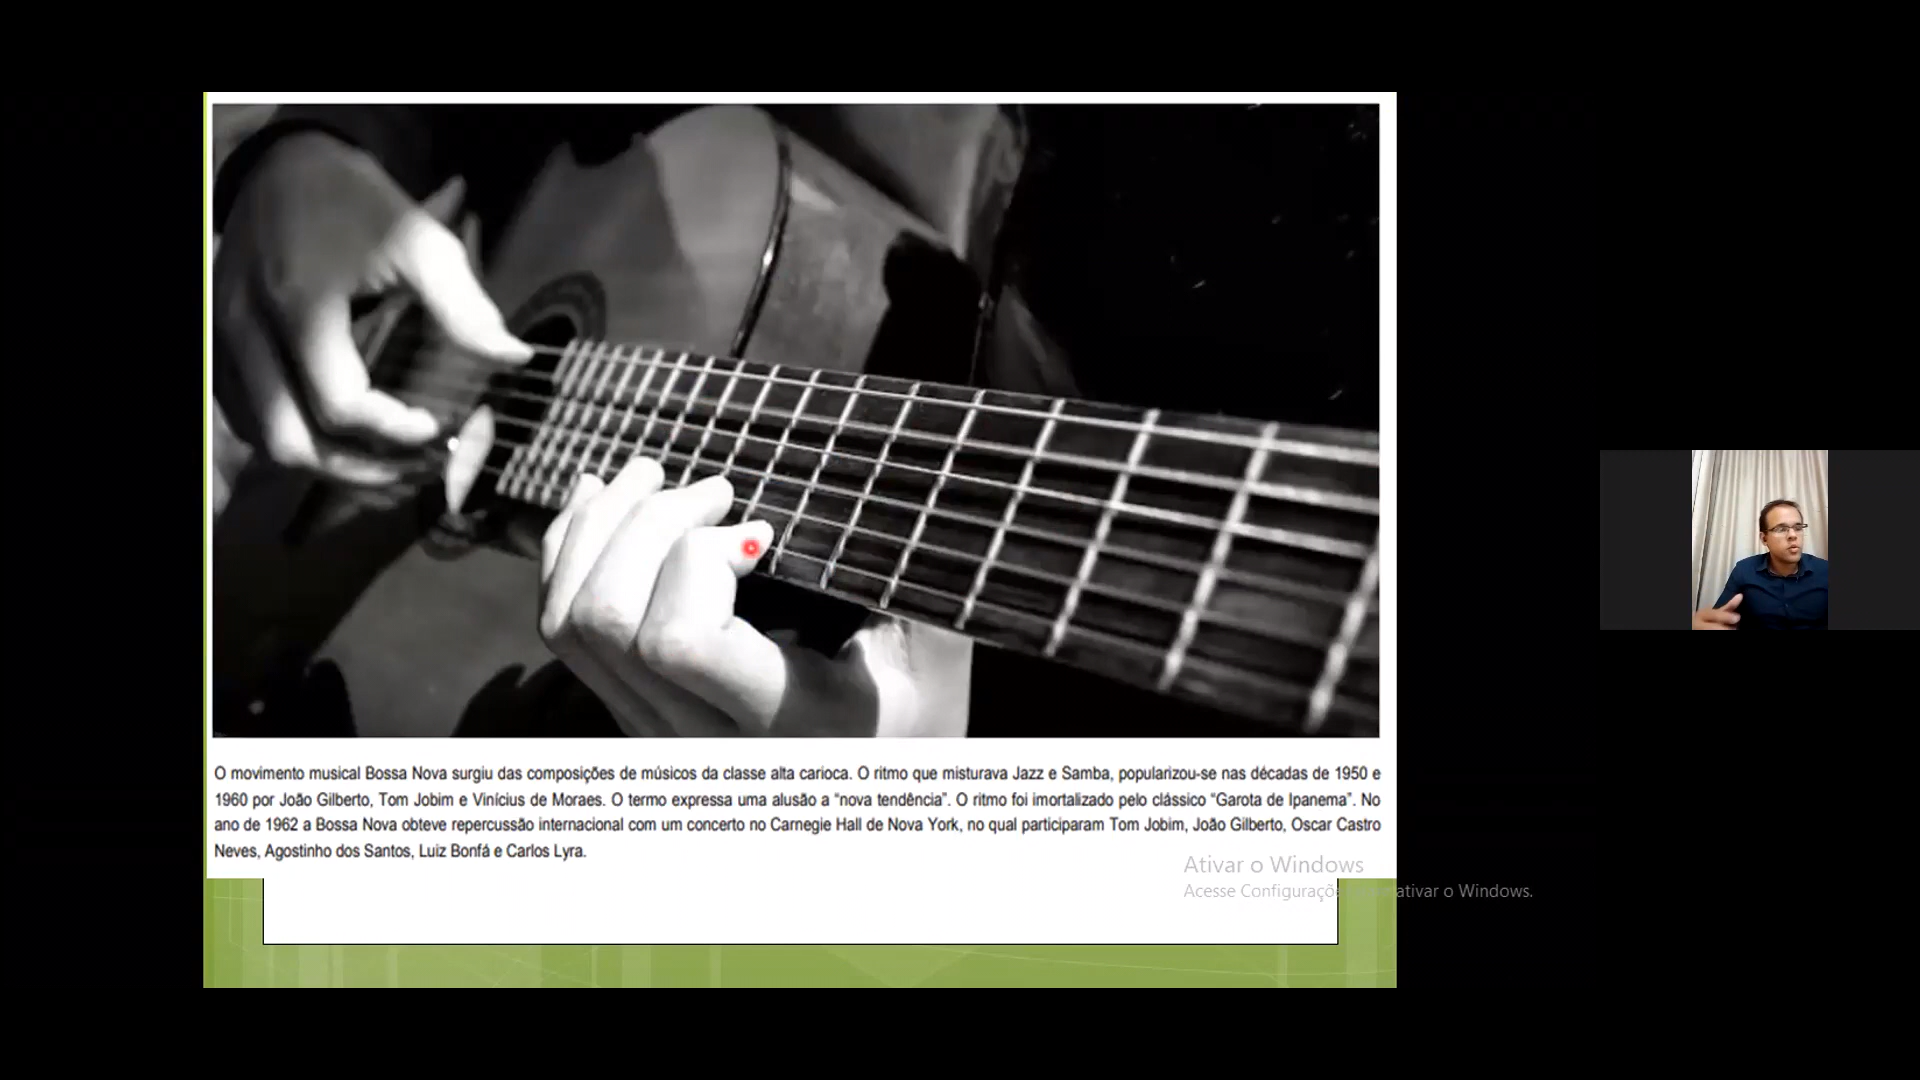 O movimento musical Bossa Nova surgiu das composições de músicos da classe alta carioca. O ritmo que misturava Jazz e Samba, popularizou-se nas décadas de 1950 e
1960 por João Gilberto, Tom Jobim e Vinícius de Moraes. O termo expressa uma alusão a “nova tendência”. O ritmo foi imortalizado pelo clássico “Garota de Ipanema”. No
ano de 1962 a Bossa Nova obteve repercussão internacional com um concerto no Carnegie Hall de Nova York, no qual participaram Tom Jobim, João Gilberto, Oscar Castro
Neves, Agostinho dos Santos, Luiz Bonfá e Carlos Lyra.
Ativar o Windows
Acesse ativar o Windows.